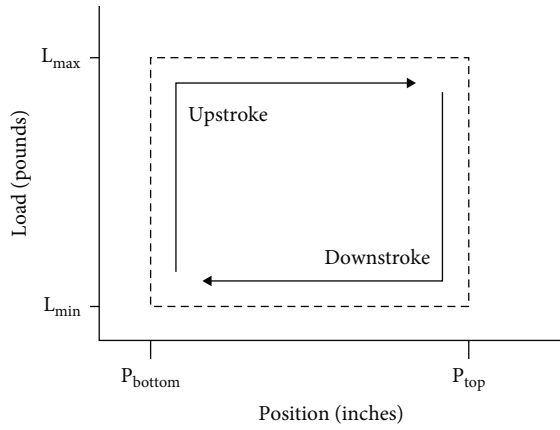 L_max
Upstroke
Load (pounds)
Downstroke
L_min
P_bottom
P_top
Position (inches)